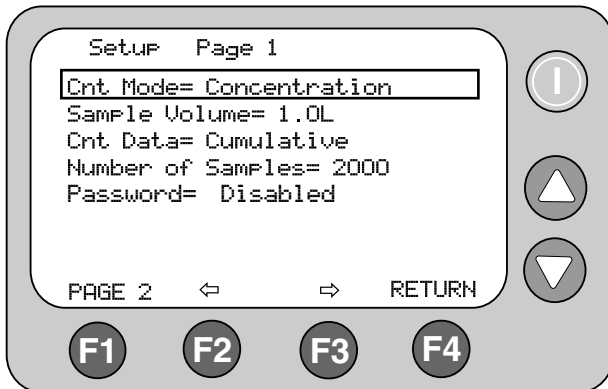 Setup Page 1
Cnt Mode= Concentration
Sample Volume= 1.0L
Cnt Data= Cumulative
Number of Samples= 2000
Password= Disabled
PAGE 2 ⇦ ⇨ RETURN
F1 F2 F3 F4
I